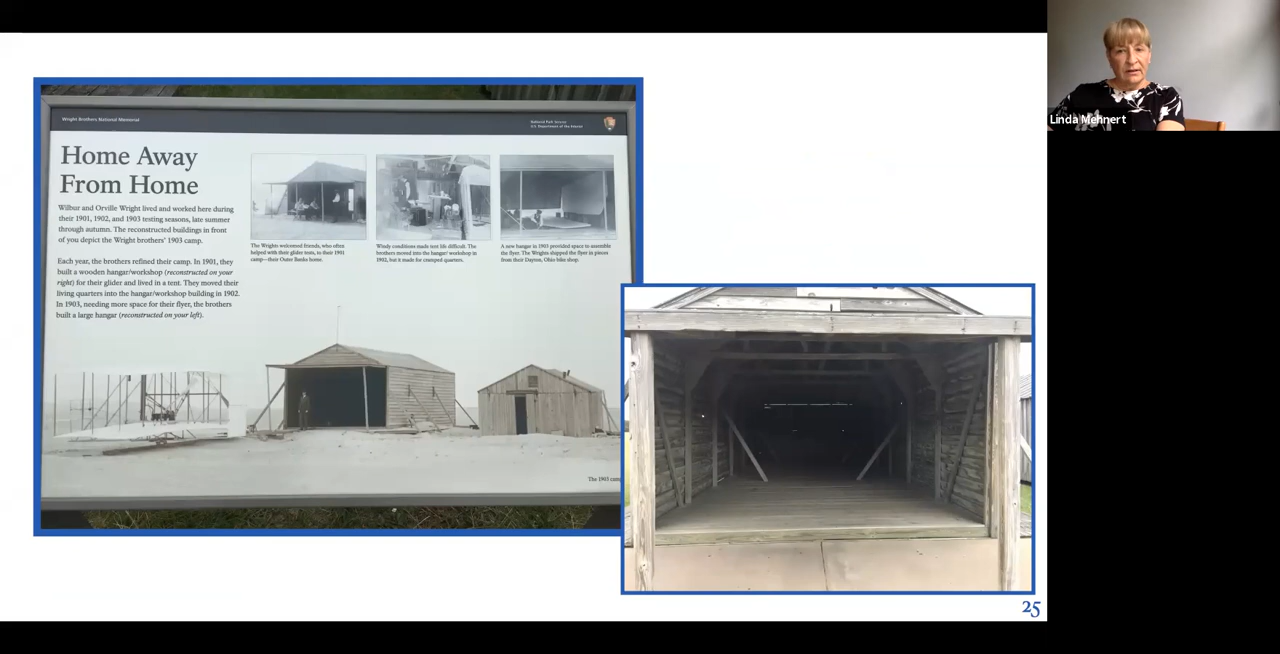 Wright Brothers National Memorial
National Park Service
U.S. Department of the Interior
Home Away
From Home
Wilbur and Orville Wright lived and worked here during
their 1901, 1902, and 1903 testing seasons, late summer
through autumn. The reconstructed buildings in front
of you depict the Wright brothers' 1903 camp.
Each year, the brothers refined their camp. In 1901, they
built a wooden hangar/workshop (reconstructed on your
right) for their glider and lived in a tent. They moved their
living quarters into the hangar/workshop building in 1902.
In 1903, needing more space for their flyer, the brothers
built a large hangar (reconstructed on your left).
The Wrights welcomed friends, who often
helped with their glider tests, to their 1901
camp—their Outer Banks home.
Windy conditions made tent life difficult. The
brothers moved into the hangar/ workshop in
1902, but it made for cramped quarters.
A new hangar in 1903 provided space to assemble
the flyer. The Wrights shipped the flyer in pieces
from their Dayton, Ohio bike shop.
The 1903 cam
25
Linda Mehnert